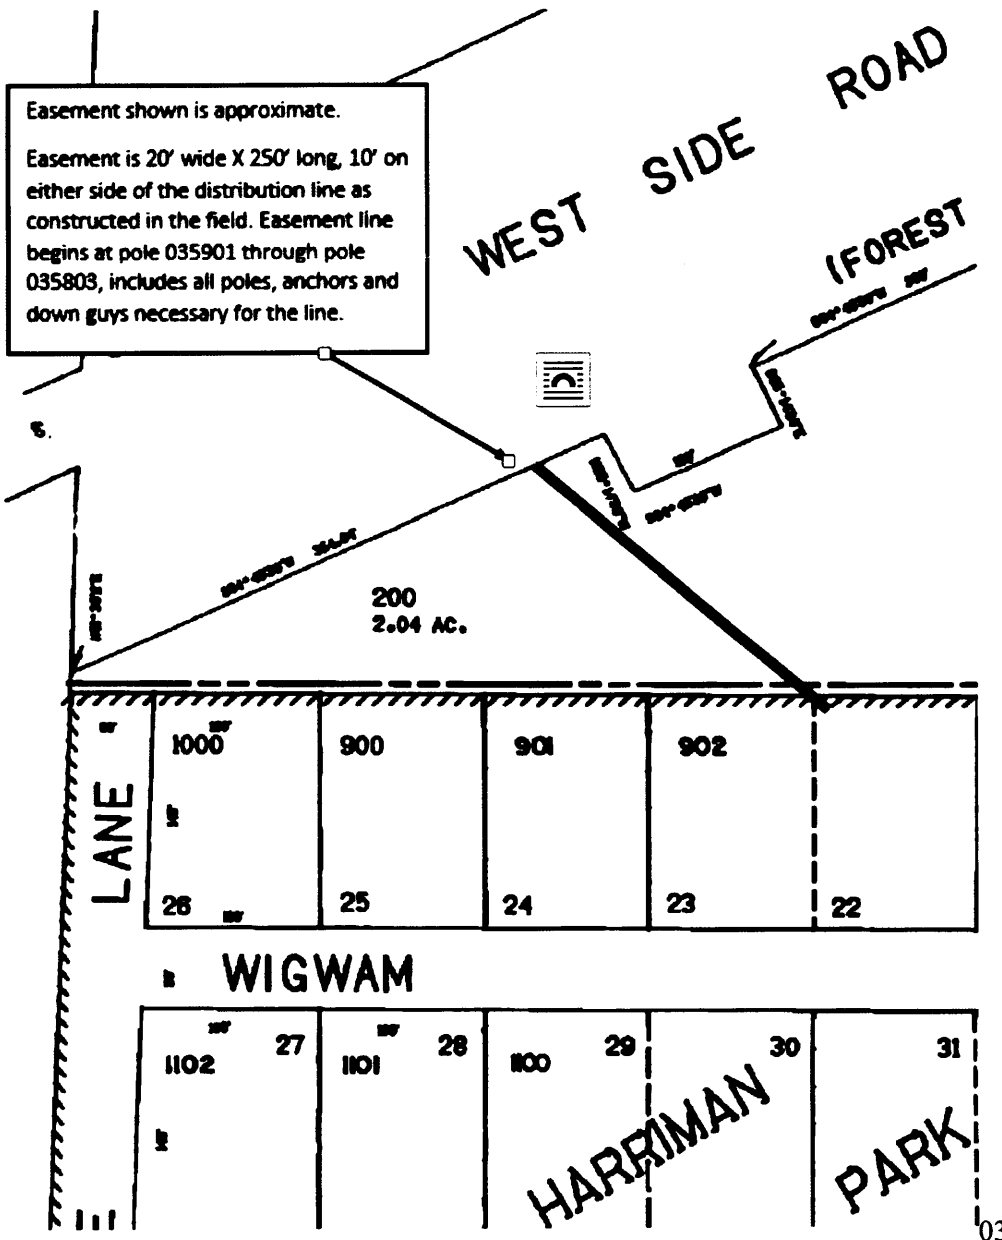 Easement shown is approximate.
Easement is 20' wide X 250' long, 10' on
either side of the distribution line as
constructed in the field. Easement line
begins at pole 035901 through pole
035803, includes all poles, anchors and
down guys necessary for the line.
WEST SIDE ROAD
(FOREST
S.
200
2.04 AC.
1000
900
901
902
LANE
26
25
24
23
22
WIGWAM
27
28
29
30
31
1102
1101
1100
HARRIMAN
PARK
03